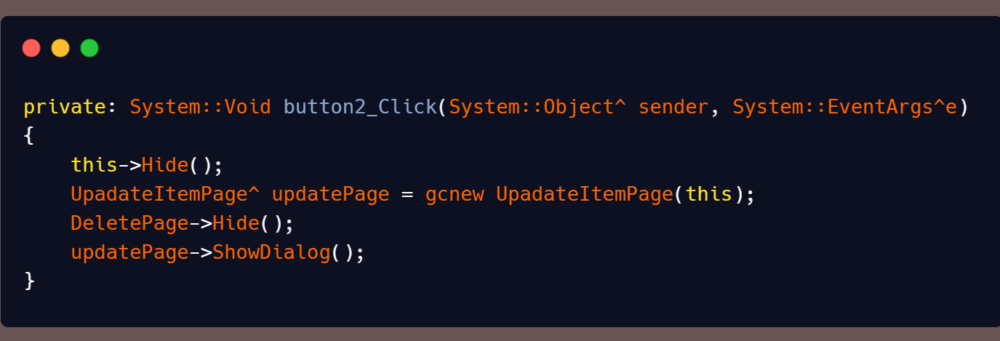 private: System::Void button2_Click(System::Object^ sender, System::EventArgs^e)
{
    this->Hide();
    UpadateItemPage^ updatePage = gcnew UpadateItemPage(this);
    DeletePage->Hide();
    updatePage->ShowDialog();
}